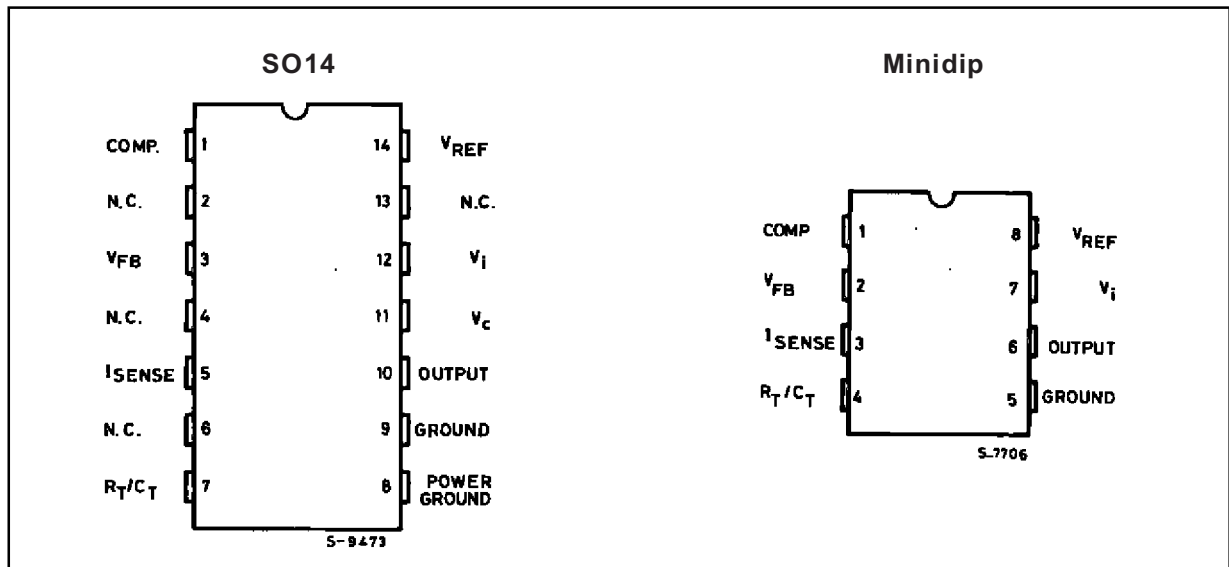 SO14
COMP. 1 14 VREF
N.C. 2 13 N.C.
VFB 3 12 Vi
N.C. 4 11 Vc
ISENSE 5 10 OUTPUT
N.C. 6 9 GROUND
RT/CT 7 8 POWER
GROUND
S-9473
Minidip
COMP 1 8 VREF
VFB 2 7 Vi
ISENSE 3 6 OUTPUT
RT/CT 4 5 GROUND
S-7706